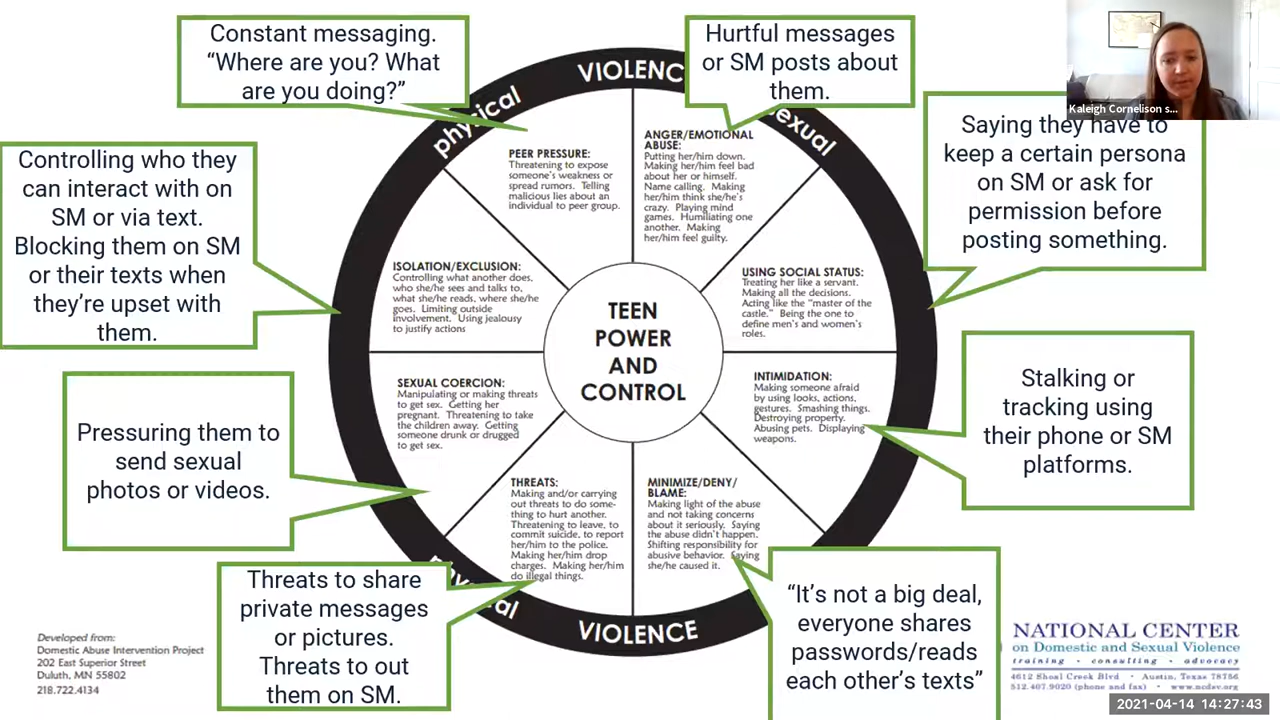 Constant messaging.
“Where are you? What
are you doing?”
Hurtful messages
or SM posts about
them.
Kaleigh Cornelison s...
Saying they have to
keep a certain persona
on SM or ask for
permission before
posting something.
Controlling who they
can interact with on
SM or via text.
Blocking them on SM
or their texts when
they’re upset with
them.
physical
VIOLENC
sexual
PEER PRESSURE:
Threatening to expose
someone's weakness or
spread rumors. Telling
malicious lies about an
individual to peer group.
ANGER/EMOTIONAL
ABUSE:
Putting her/him down.
Making her/him feel bad
about her or himself.
Name calling. Making
her/him think she/he's
crazy. Playing mind
games. Humiliating one
another. Making
her/him feel guilty.
ISOLATION/EXCLUSION:
Controlling what another does,
who she/he sees and talks to,
what she/he reads, where she/he
goes. Limiting outside
involvement. Using jealousy
to justify actions
USING SOCIAL STATUS:
Treating her like a servant.
Making all the decisions.
Acting like the "master of the
castle." Being the one to
define men's and women's
roles.
TEEN
POWER
AND
CONTROL
SEXUAL COERCION:
Manipulating or making threats
to get sex. Getting her
pregnant. Threatening to take
the children away. Getting
someone drunk or drugged
to get sex.
INTIMIDATION:
Making someone afraid
by using looks, actions,
gestures. Smashing things.
Destroying property.
Abusing pets. Displaying
weapons.
Stalking or
tracking using
their phone or SM
platforms.
Pressuring them to
send sexual
photos or videos.
THREATS:
Making and/or carrying
out threats to do some-
thing to hurt another.
Threatening to leave, to
commit suicide, to report
her/him to the police.
Making her/him drop
charges. Making her/him
do illegal things.
MINIMIZE/DENY/
BLAME:
Making light of the abuse
and not taking concerns
about it seriously. Saying
the abuse didn't happen.
Shifting responsibility for
abusive behavior. Saying
she/he caused it.
Threats to share
private messages
or pictures.
Threats to out
them on SM.
“It’s not a big deal,
everyone shares
passwords/reads
each other’s texts”
VIOLENCE
Developed from:
Domestic Abuse Intervention Project
202 East Superior Street
Duluth, MN 55802
218.722.4134
NATIONAL CENTER
on Domestic and Sexual Violence
training • consulting • advocacy
4612 Shoal Creek Blvd • Austin, Texas 78756
512.407.9020 (phone and fax) • www.ncdsv.org
2021-04-14 14:27:43